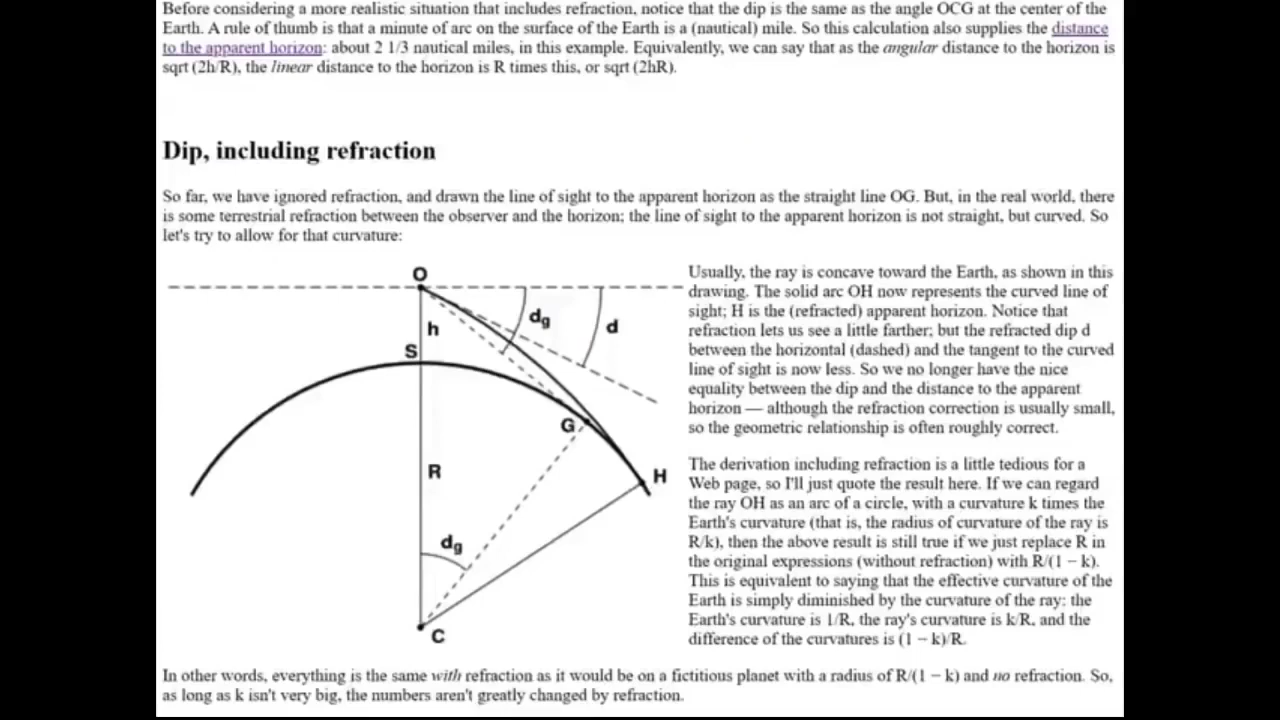 Before considering a more realistic situation that includes refraction, notice that the dip is the same as the angle OCG at the center of the
Earth. A rule of thumb is that a minute of arc on the surface of the Earth is a (nautical) mile. So this calculation also supplies the distance
to the apparent horizon: about 2 1/3 nautical miles, in this example. Equivalently, we can say that as the angular distance to the horizon is
sqrt (2h/R), the linear distance to the horizon is R times this, or sqrt (2hR).
Dip, including refraction
So far, we have ignored refraction, and drawn the line of sight to the apparent horizon as the straight line OG. But, in the real world, there
is some terrestrial refraction between the observer and the horizon; the line of sight to the apparent horizon is not straight, but curved. So
let's try to allow for that curvature:
O
dg
d
h
S
G
R
H
dg
C
Usually, the ray is concave toward the Earth, as shown in this
drawing. The solid arc OH now represents the curved line of
sight; H is the (refracted) apparent horizon. Notice that
refraction lets us see a little farther; but the refracted dip d
between the horizontal (dashed) and the tangent to the curved
line of sight is now less. So we no longer have the nice
equality between the dip and the distance to the apparent
horizon — although the refraction correction is usually small,
so the geometric relationship is often roughly correct.
The derivation including refraction is a little tedious for a
Web page, so I'll just quote the result here. If we can regard
the ray OH as an arc of a circle, with a curvature k times the
Earth's curvature (that is, the radius of curvature of the ray is
R/k), then the above result is still true if we just replace R in
the original expressions (without refraction) with R/(1 − k).
This is equivalent to saying that the effective curvature of the
Earth is simply diminished by the curvature of the ray: the
Earth's curvature is 1/R, the ray's curvature is k/R, and the
difference of the curvatures is (1 − k)/R.
In other words, everything is the same with refraction as it would be on a fictitious planet with a radius of R/(1 − k) and no refraction. So,
as long as k isn't very big, the numbers aren't greatly changed by refraction.